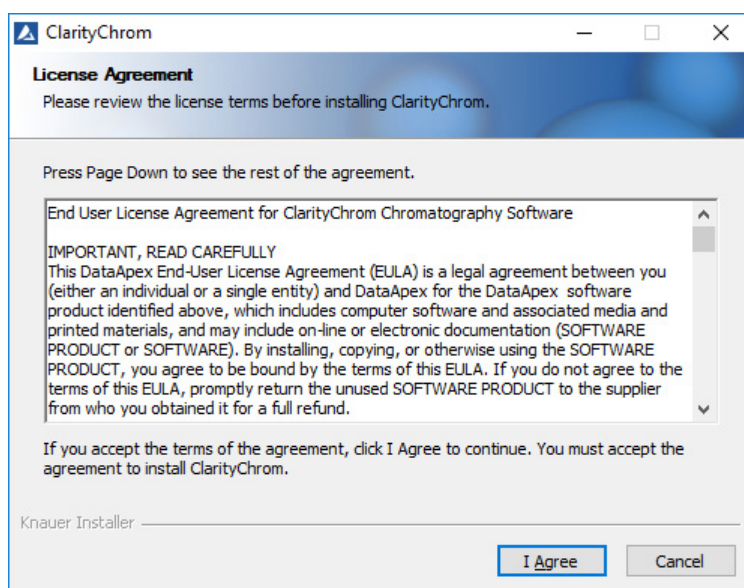 ClarityChrom
License Agreement
Please review the license terms before installing ClarityChrom.
Press Page Down to see the rest of the agreement.
End User License Agreement for ClarityChrom Chromatography Software
IMPORTANT, READ CAREFULLY
This DataApex End-User License Agreement (EULA) is a legal agreement between you
(either an individual or a single entity) and DataApex for the DataApex software
product identified above, which includes computer software and associated media and
printed materials, and may include on-line or electronic documentation (SOFTWARE
PRODUCT or SOFTWARE). By installing, copying, or otherwise using the SOFTWARE
PRODUCT, you agree to be bound by the terms of this EULA. If you do not agree to the
terms of this EULA, promptly return the unused SOFTWARE PRODUCT to the supplier
from who you obtained it for a full refund.
If you accept the terms of the agreement, click I Agree to continue. You must accept the
agreement to install ClarityChrom.
Knauer Installer
I Agree
Cancel